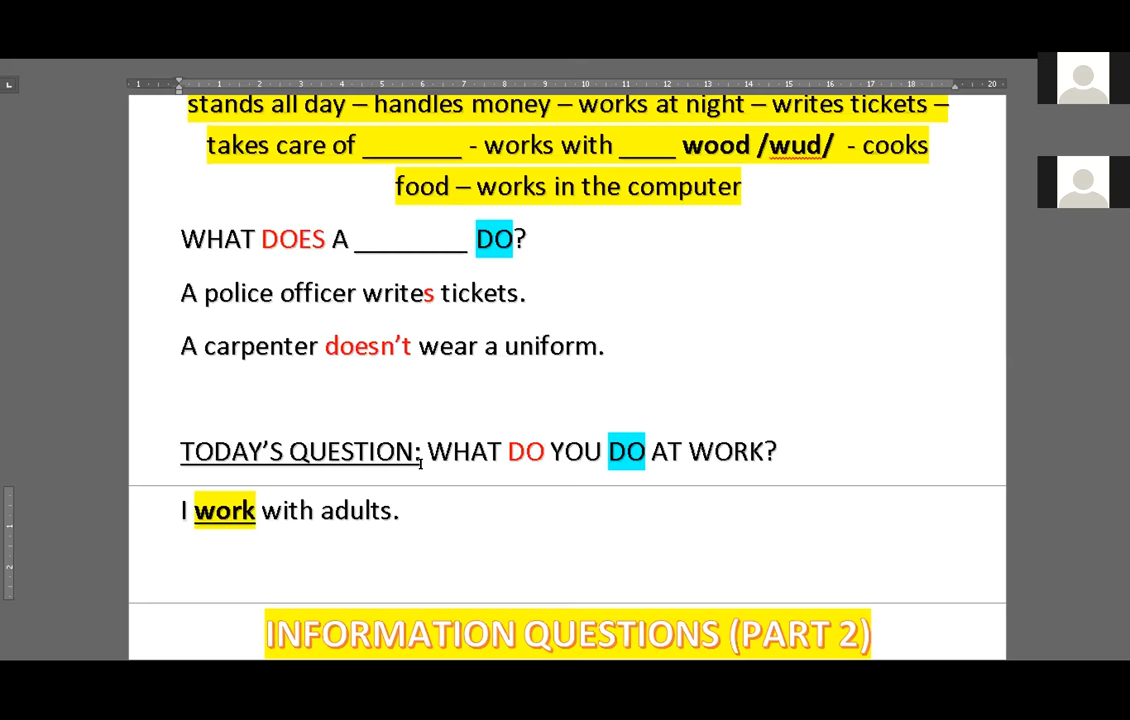 stands all day – handles money – works at night – writes tickets –
takes care of _______ - works with ____ wood /wud/ - cooks
food – works in the computer
WHAT DOES A ________ DO?
A police officer writes tickets.
A carpenter doesn't wear a uniform.
TODAY'S QUESTION: WHAT DO YOU DO AT WORK?
I work with adults.
INFORMATION QUESTIONS (PART 2)